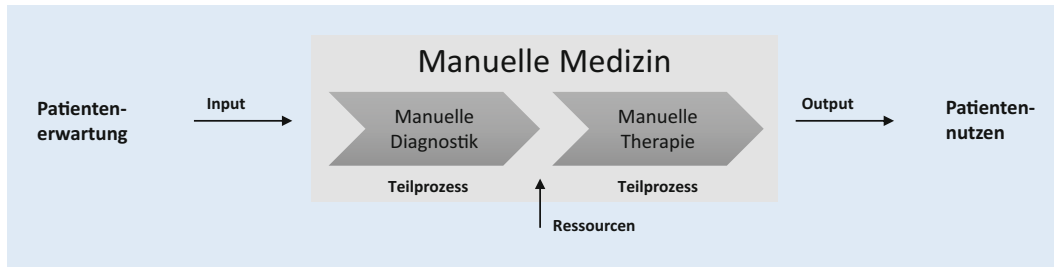 Manuelle Medizin
Patienten-
erwartung
Input
Manuelle
Diagnostik
Manuelle
Therapie
Output
Patienten-
nutzen
Teilprozess
Teilprozess
Ressourcen